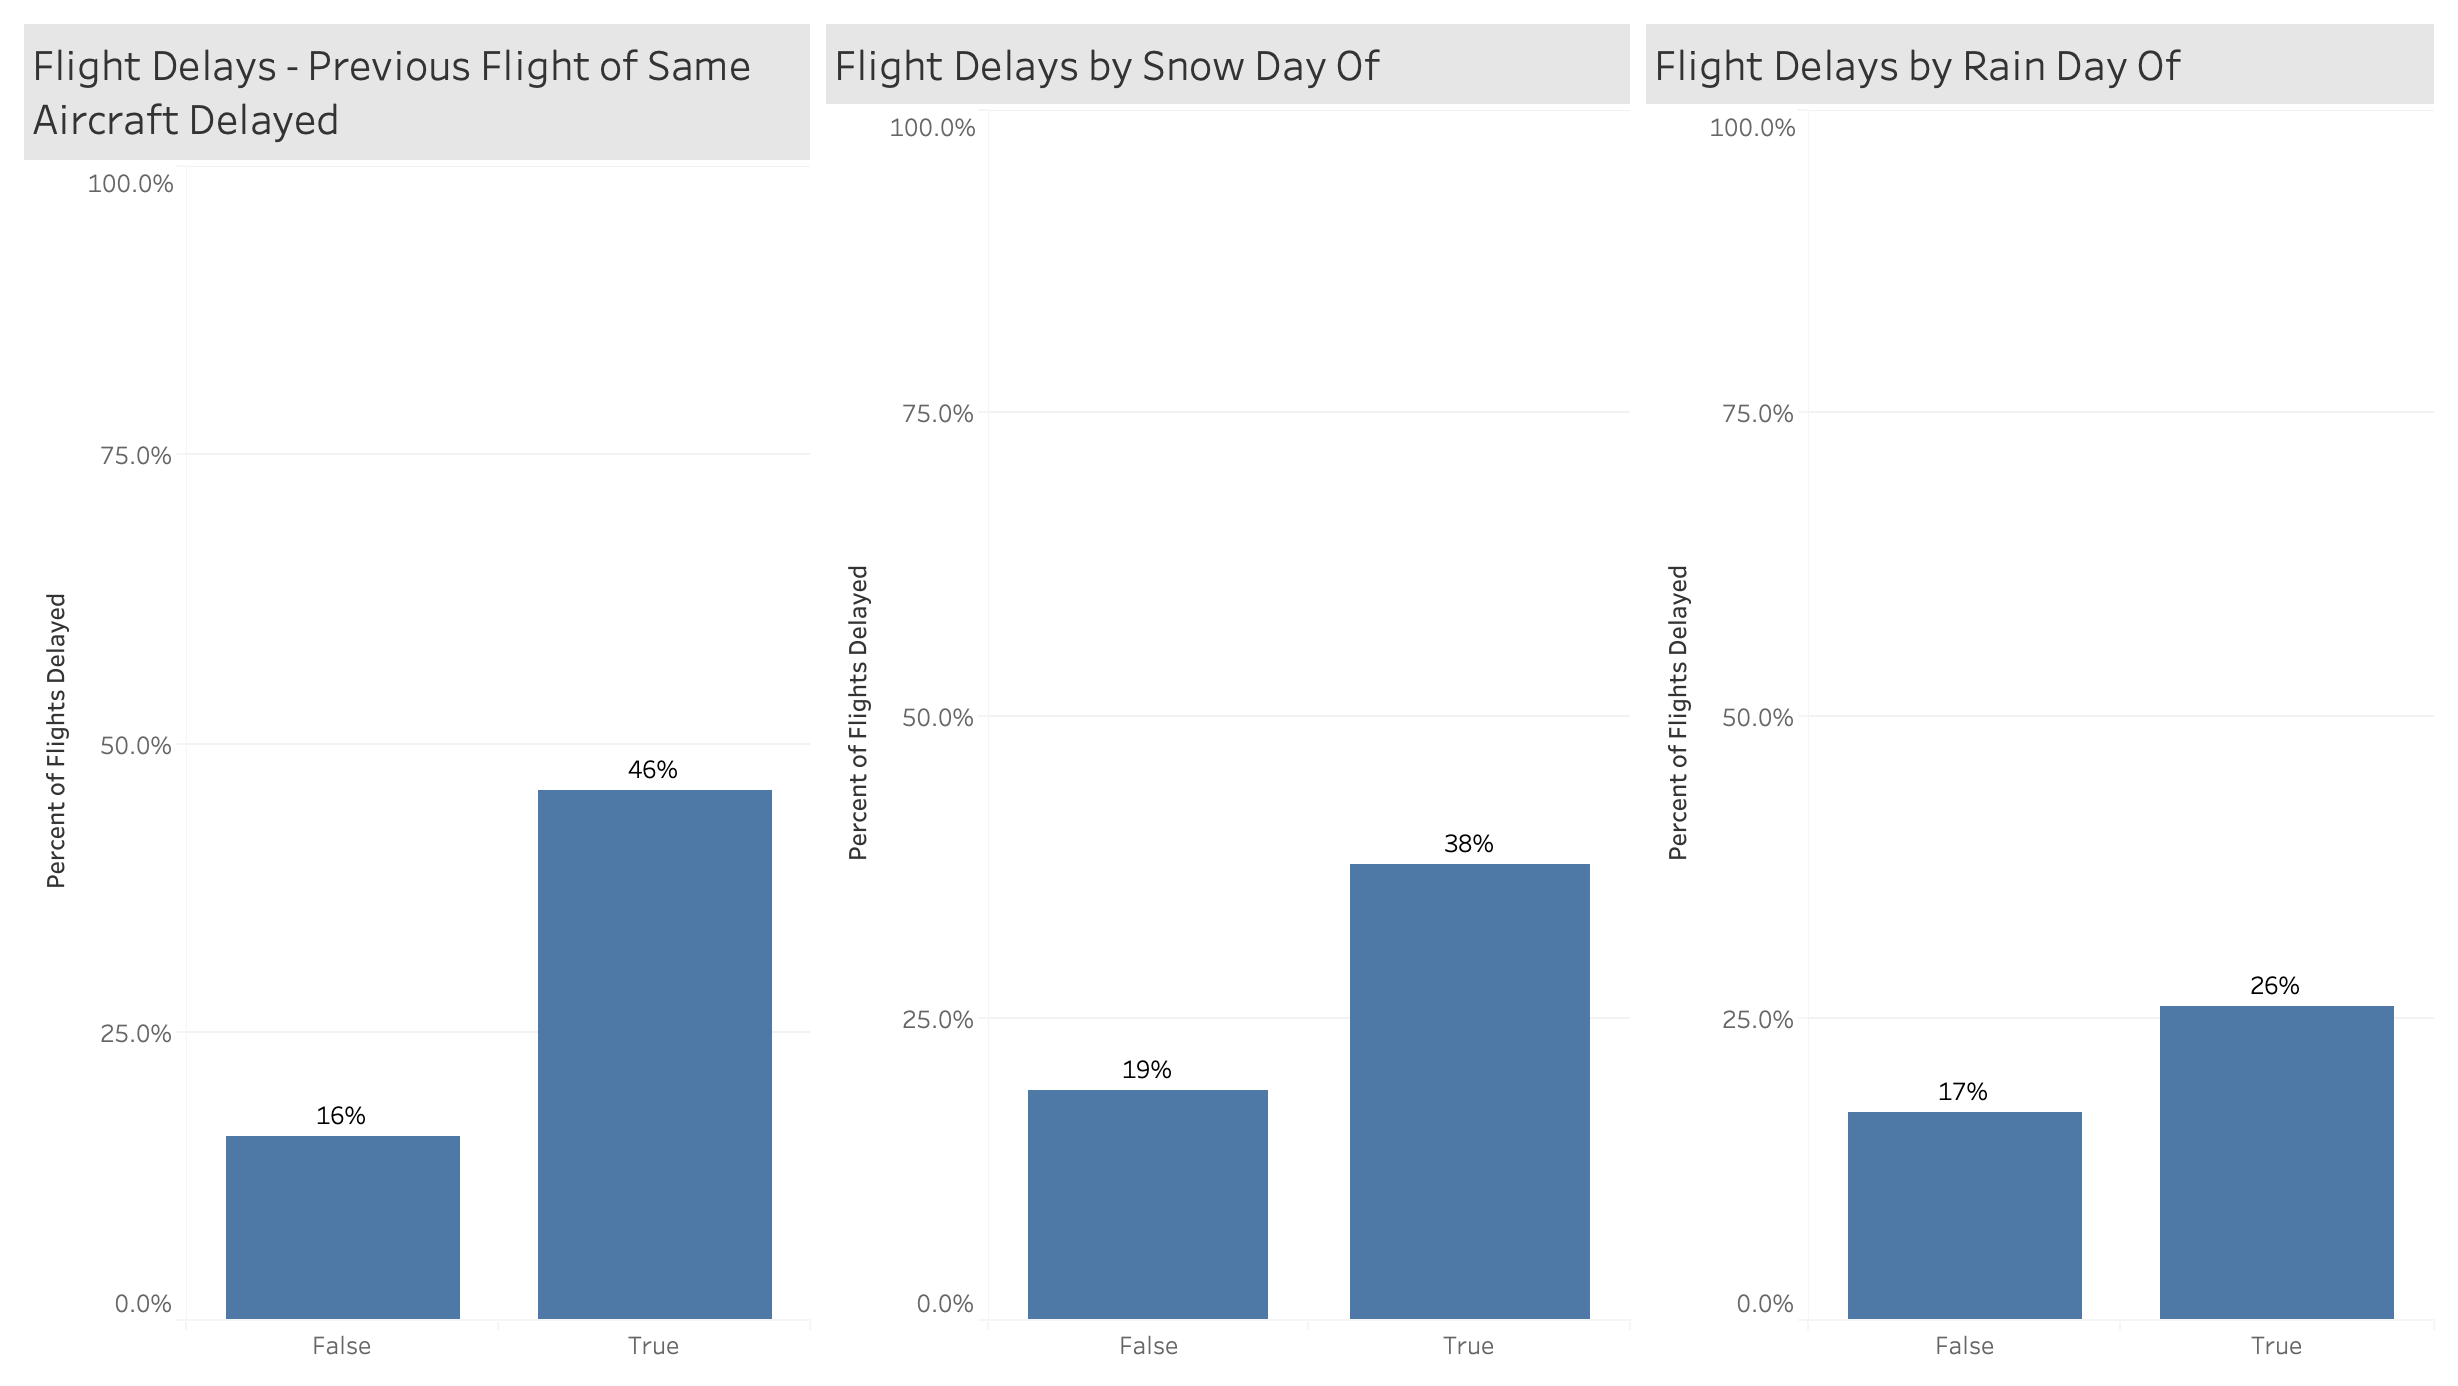 Flight Delays - Previous Flight of Same
Aircraft Delayed
100.0%
75.0%
50.0%
25.0%
0.0%
Percent of Flights Delayed
16%
46%
False
True
Flight Delays by Snow Day Of
100.0%
75.0%
50.0%
25.0%
0.0%
Percent of Flights Delayed
19%
38%
False
True
Flight Delays by Rain Day Of
100.0%
75.0%
50.0%
25.0%
0.0%
Percent of Flights Delayed
17%
26%
False
True